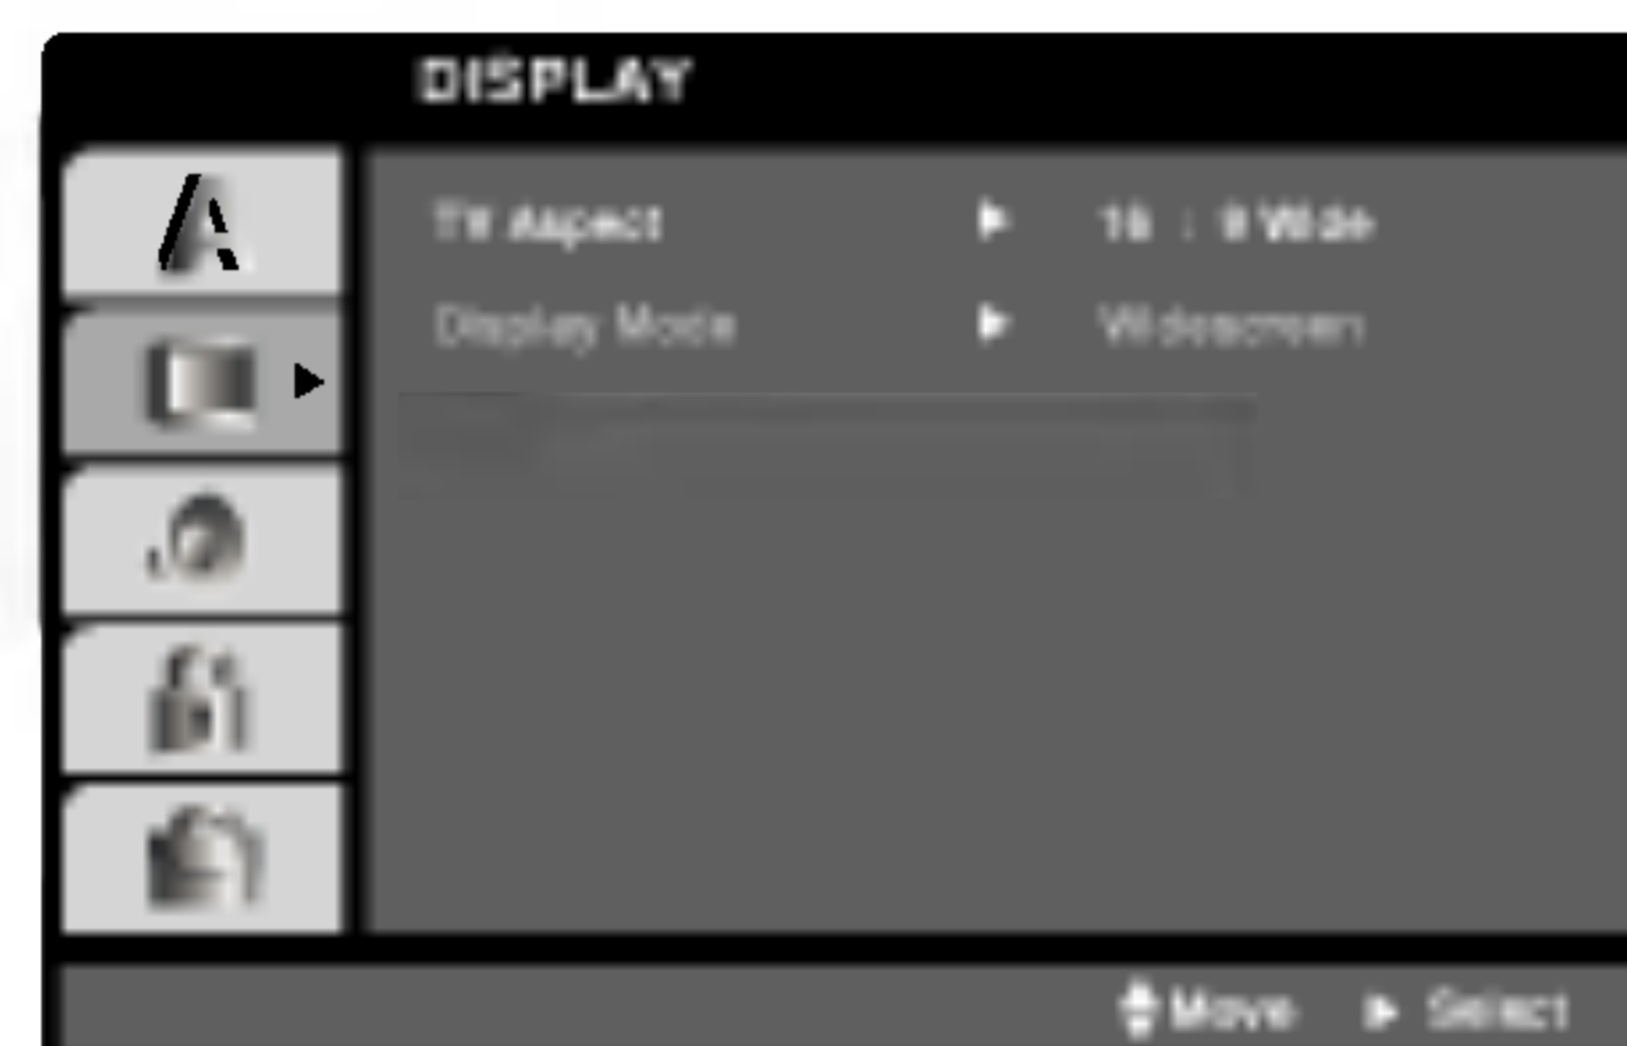 DISPLAY
TV Aspect ▶ 16 : 9 Wide
Display Mode ▶ Widescreen
Move ▶ Select